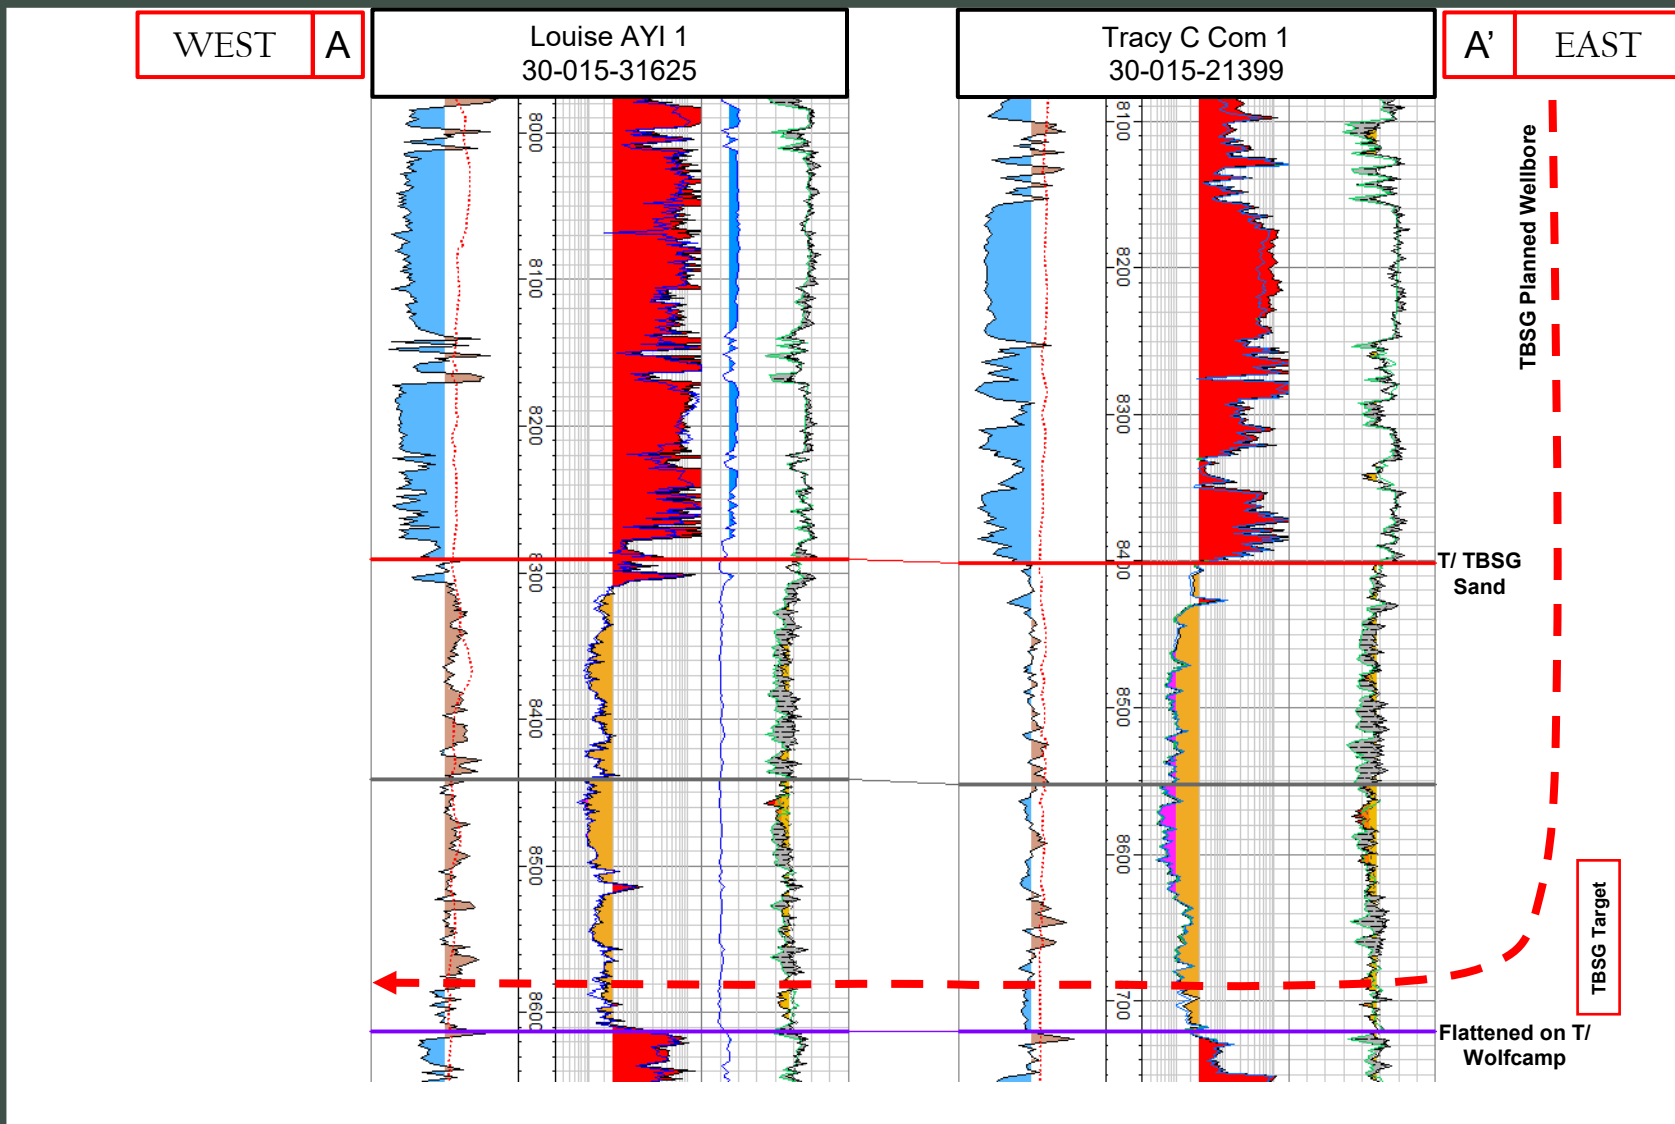 WEST
A
Louise AYI 1
30-015-31625
Tracy C Com 1
30-015-21399
A'
EAST
8000
8100
8200
8300
8400
8500
8600
8100
8200
8300
8400
8500
8600
8700
TBSG Planned Wellbore
T/ TBSG
Sand
TBSG Target
Flattened on T/
Wolfcamp